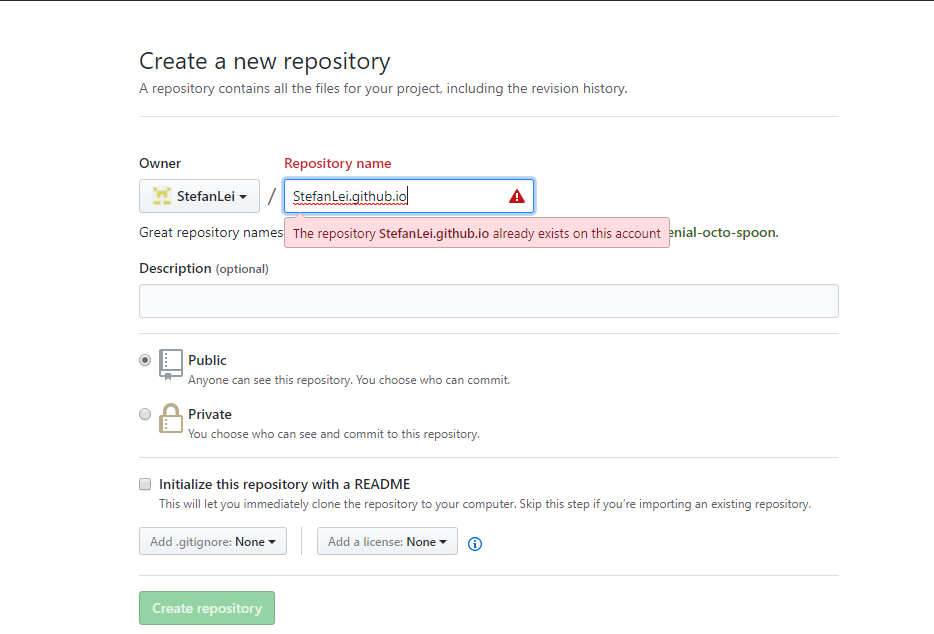 Create a new repository
A repository contains all the files for your project, including the revision history.
Owner
Repository name
StefanLei
/
StefanLei.github.io
Great repository names
The repository StefanLei.github.io already exists on this account
enial-octo-spoon.
Description (optional)
Public
Anyone can see this repository. You choose who can commit.
Private
You choose who can see and commit to this repository.
Initialize this repository with a README
This will let you immediately clone the repository to your computer. Skip this step if you’re importing an existing repository.
Add .gitignore: None
Add a license: None
Create repository